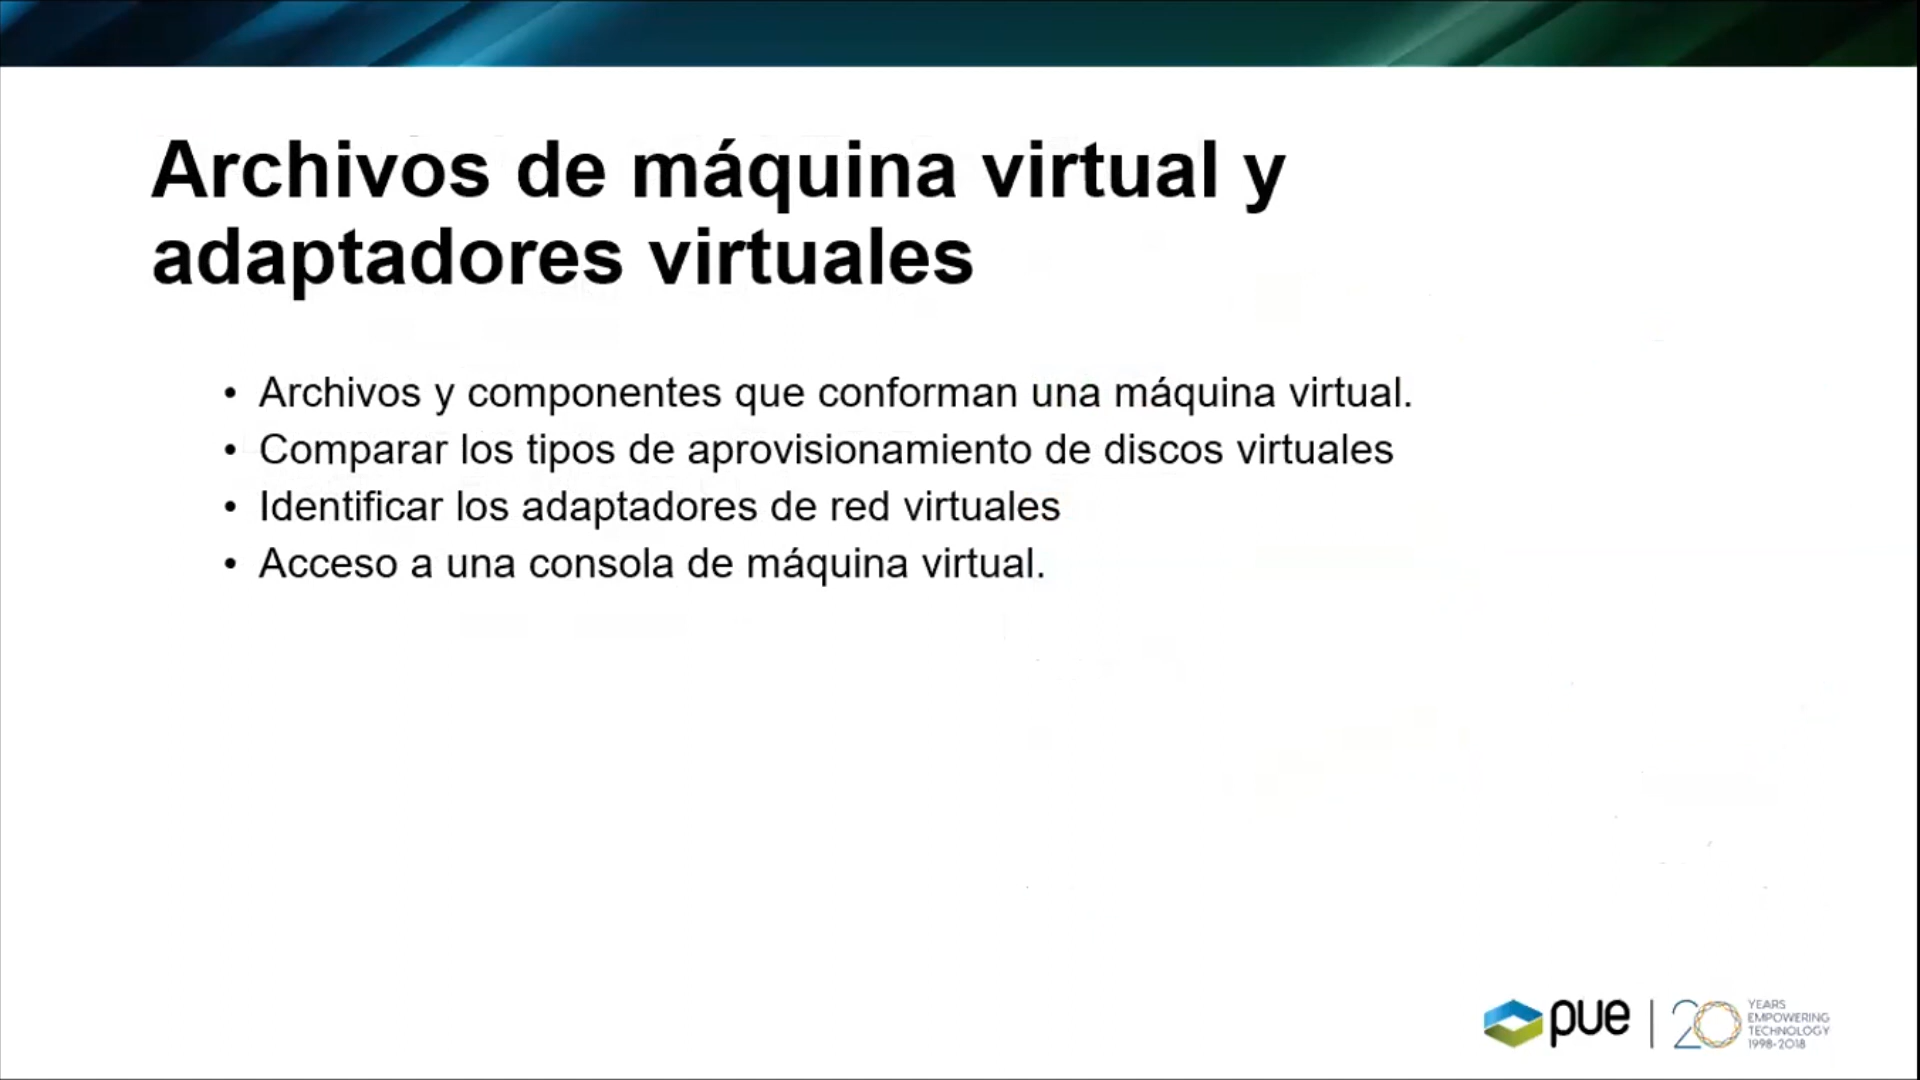 Archivos de máquina virtual y
adaptadores virtuales
• Archivos y componentes que conforman una máquina virtual.
• Comparar los tipos de aprovisionamiento de discos virtuales
• Identificar los adaptadores de red virtuales
• Acceso a una consola de máquina virtual.
pue | 20 YEARS
EMPOWERING
TECHNOLOGY
1998-2018